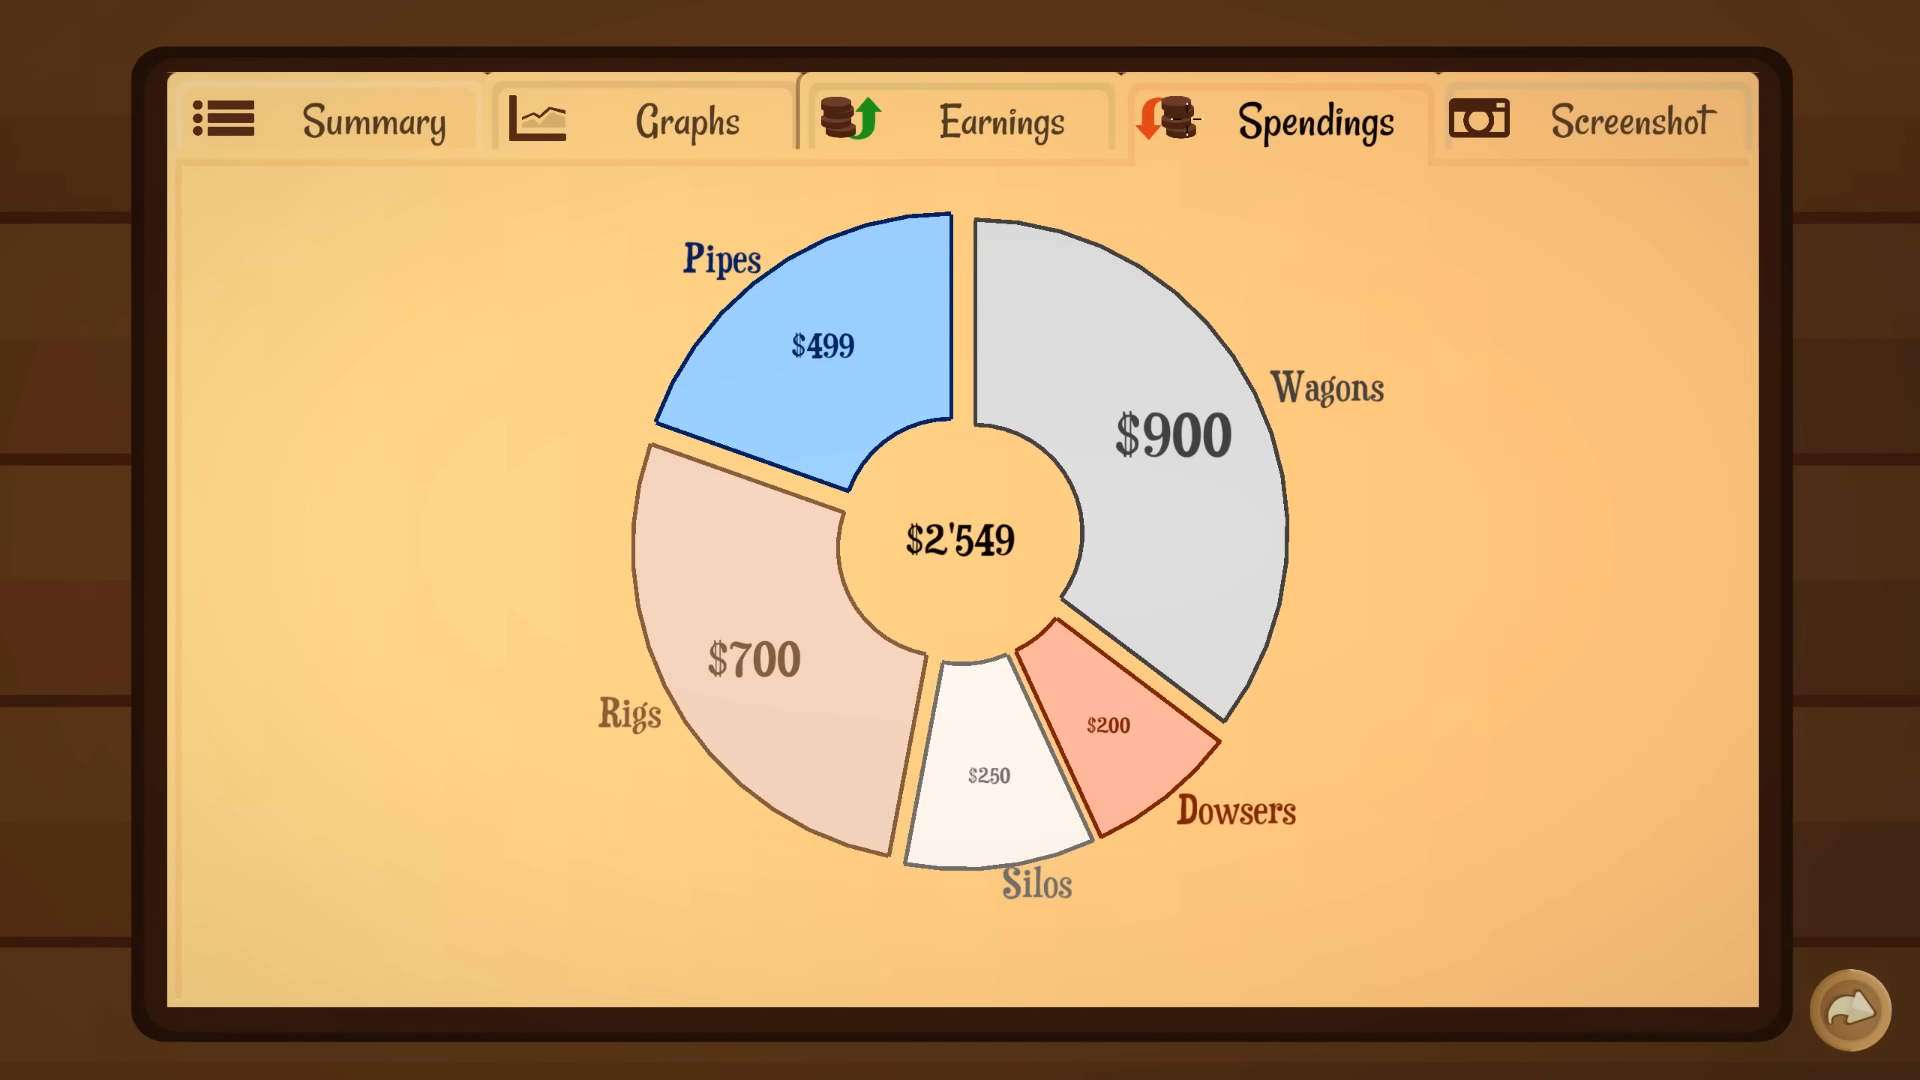 Summary
Graphs
Earnings
Spendings
Screenshot
Pipes
$499
Wagons
$900
$2'549
$700
Rigs
$200
$250
Dowsers
Silos